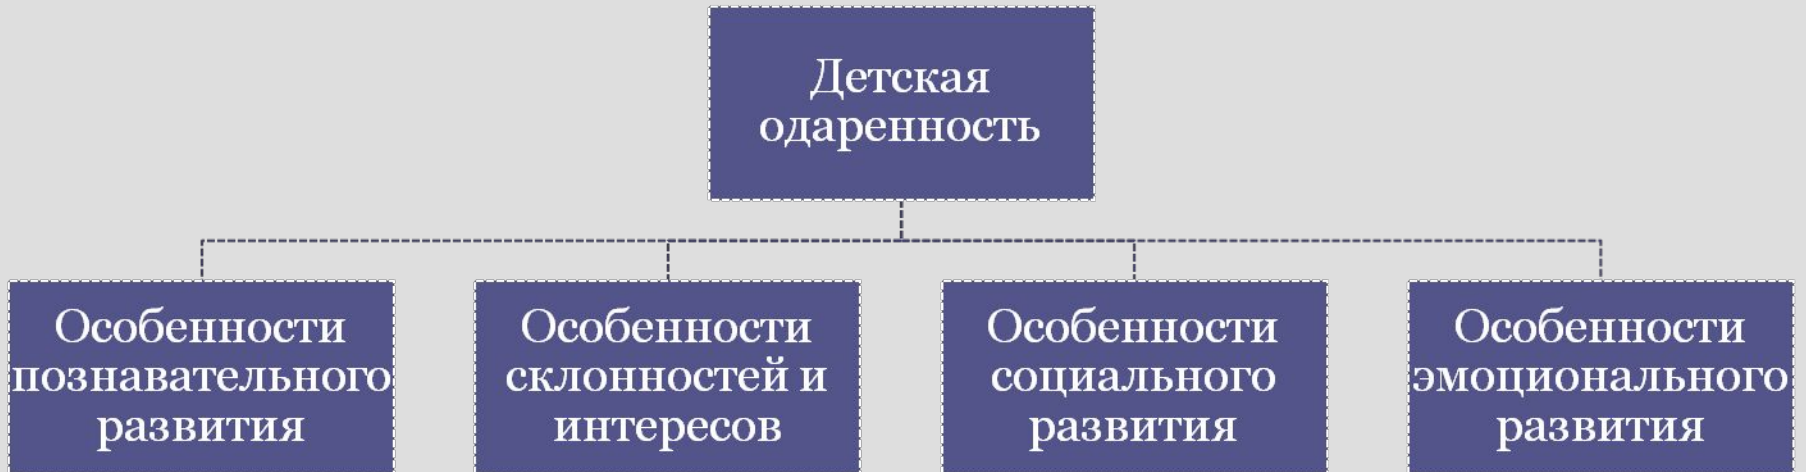 Детская
одаренность
Особенности
познавательного
развития
Особенности
склонностей и
интересов
Особенности
социального
развития
Особенности
эмоционального
развития